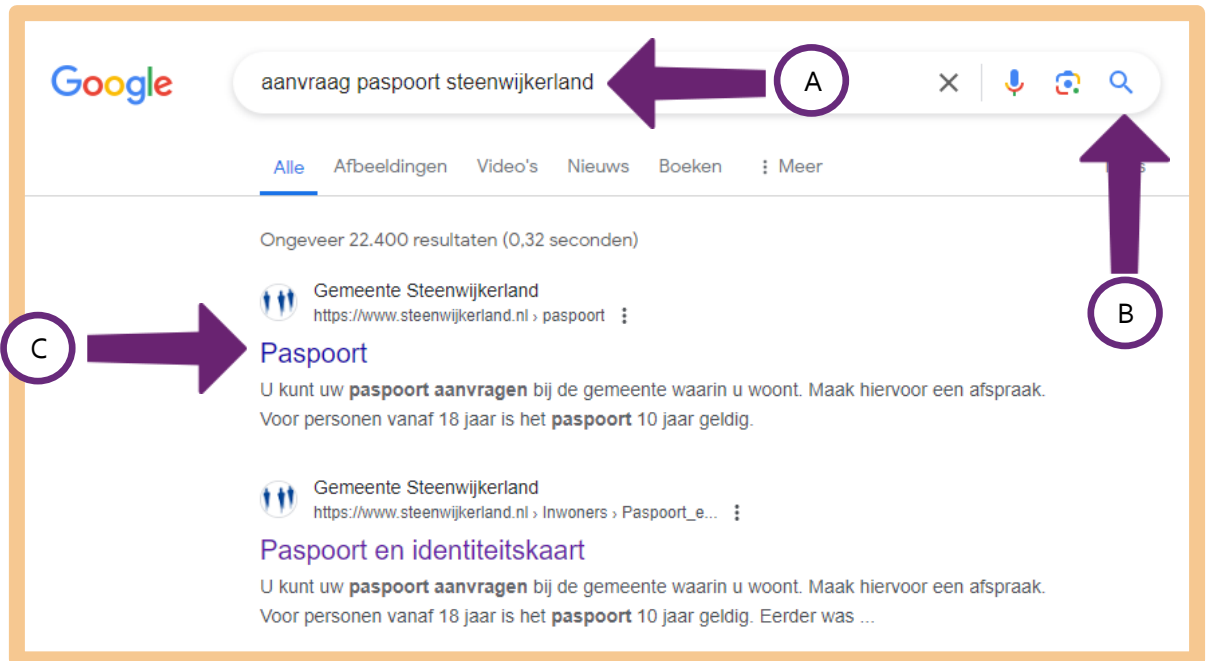 Google
aanvraag paspoort steenwijkerland
A
Alle Afbeeldingen Video's Nieuws Boeken Meer
B
Ongeveer 22.400 resultaten (0,32 seconden)
Gemeente Steenwijkerland
https://www.steenwijkerland.nl › paspoort
C
Paspoort
U kunt uw paspoort aanvragen bij de gemeente waarin u woont. Maak hiervoor een afspraak.
Voor personen vanaf 18 jaar is het paspoort 10 jaar geldig.
Gemeente Steenwijkerland
https://www.steenwijkerland.nl › Inwoners › Paspoort_e...
Paspoort en identiteitskaart
U kunt uw paspoort aanvragen bij de gemeente waarin u woont. Maak hiervoor een afspraak.
Voor personen vanaf 18 jaar is het paspoort 10 jaar geldig. Eerder was ...